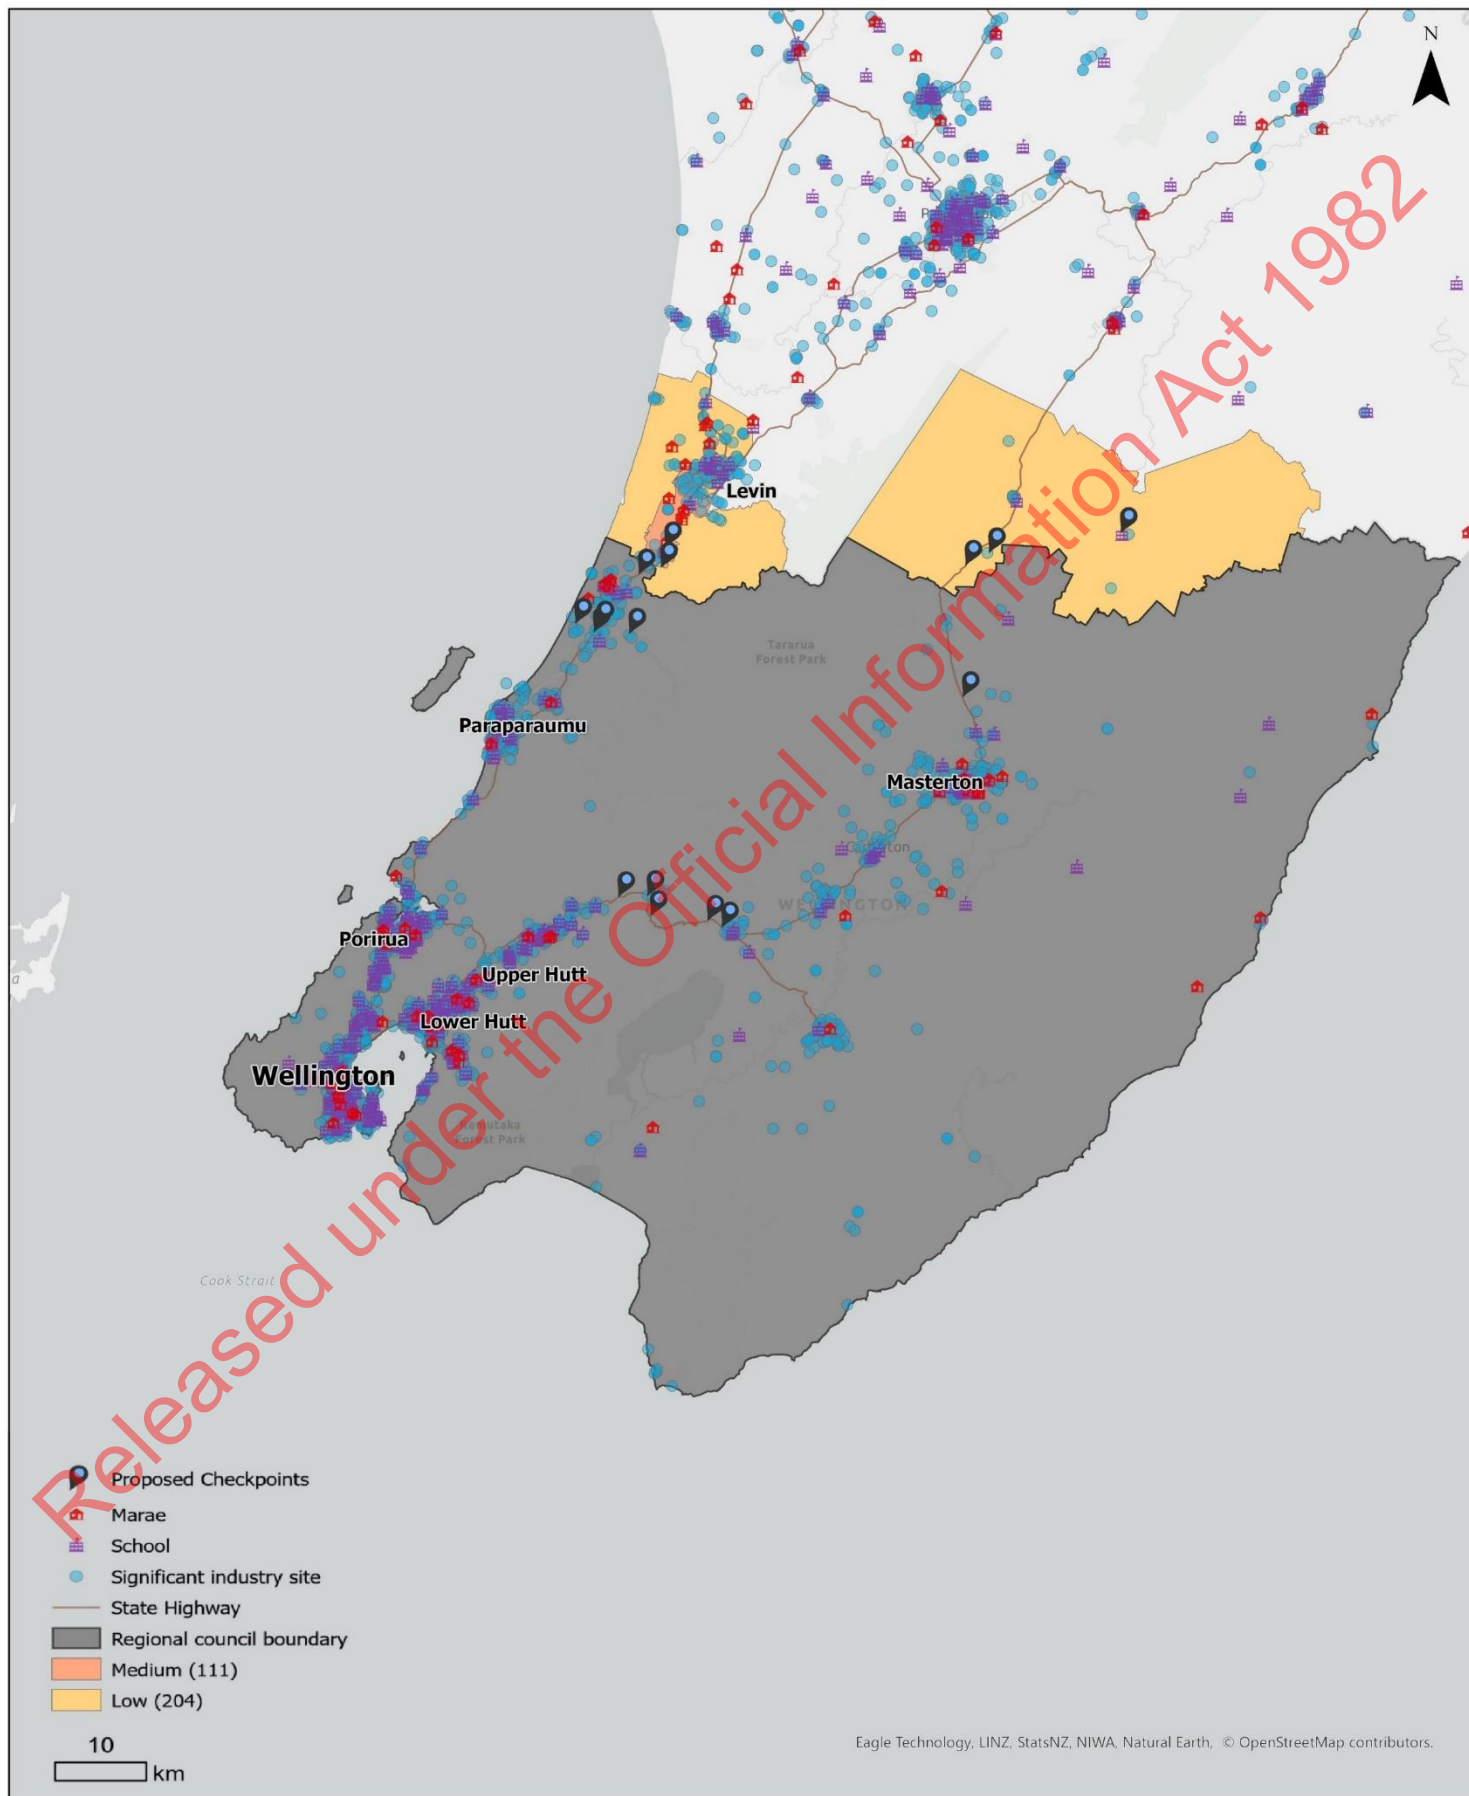 N
Levin
Tararua
Forest Park
Paraparaumu
Masterton
WELLINGTON
Porirua
Upper Hutt
Lower Hutt
Wellington
Forest Park
Cook Strait
Released under the Official Information Act 1982
Proposed Checkpoints
Marae
School
Significant industry site
State Highway
Regional council boundary
Medium (111)
Low (204)
10
km
Eagle Technology, LINZ, StatsNZ, NIWA, Natural Earth, © OpenStreetMap contributors.